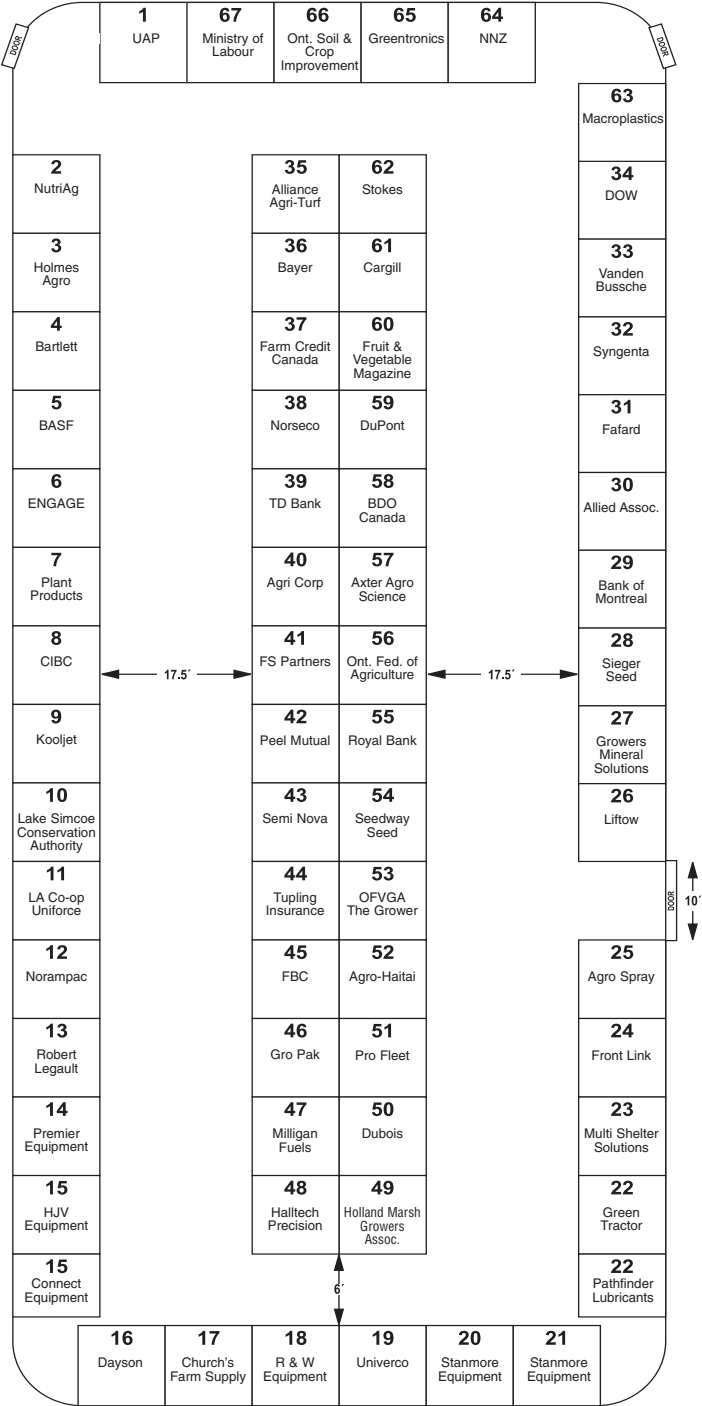 1
UAP
67
Ministry of
Labour
66
Ont. Soil &
Crop
Improvement
65
Greentronics
64
NNZ
DOOR
DOOR
63
Macroplastics
2
NutriAg
3
Holmes
Agro
4
Bartlett
5
BASF
6
ENGAGE
7
Plant
Products
8
CIBC
9
Kooljet
10
Lake Simcoe
Conservation
Authority
11
LA Co-op
Uniforce
12
Norampac
13
Robert
Legault
14
Premier
Equipment
15
HJV
Equipment
15
Connect
Equipment
17.5´
35
Alliance
Agri-Turf
36
Bayer
37
Farm Credit
Canada
38
Norseco
39
TD Bank
40
Agri Corp
41
FS Partners
42
Peel Mutual
43
Semi Nova
44
Tupling
Insurance
45
FBC
46
Gro Pak
47
Milligan
Fuels
48
Halltech
Precision
62
Stokes
61
Cargill
60
Fruit &
Vegetable
Magazine
59
DuPont
58
BDO
Canada
57
Axter Agro
Science
56
Ont. Fed. of
Agriculture
55
Royal Bank
54
Seedway
Seed
53
OFVGA
The Grower
52
Agro-Haitai
51
Pro Fleet
50
Dubois
49
Holland Marsh
Growers
Assoc.
17.5´
34
DOW
33
Vanden
Bussche
32
Syngenta
31
Fafard
30
Allied Assoc.
29
Bank of
Montreal
28
Sieger
Seed
27
Growers
Mineral
Solutions
26
Liftow
DOOR
10´
25
Agro Spray
24
Front Link
23
Multi Shelter
Solutions
22
Green
Tractor
22
Pathfinder
Lubricants
6´
16
Dayson
17
Church's
Farm Supply
18
R & W
Equipment
19
Univerco
20
Stanmore
Equipment
21
Stanmore
Equipment